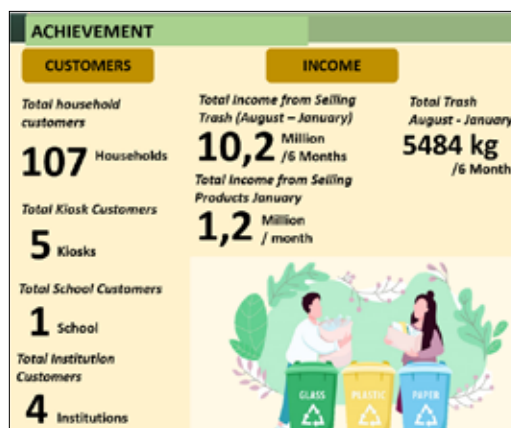 ACHIEVEMENT
CUSTOMERS
Total household
customers
107 Households
Total Kiosk Customers
5 Kiosks
Total School Customers
1 School
Total Institution
Customers
4 Institutions
INCOME
Total Income from Selling
Trash (August – January)
10,2 Million
/6 Months
Total Income from Selling
Products January
1,2 Million
/ month
Total Trash
August - January
5484 kg
/6 Month
GLASS
PLASTIC
PAPER